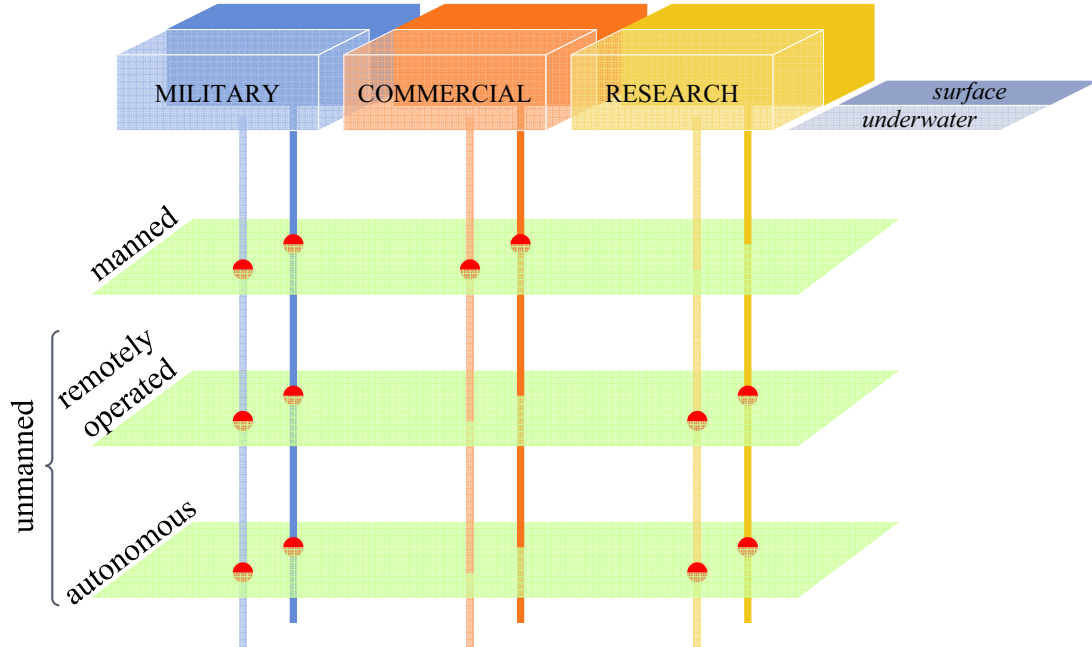 MILITARY
COMMERCIAL
RESEARCH
surface
underwater
manned
unmanned
remotely
operated
autonomous